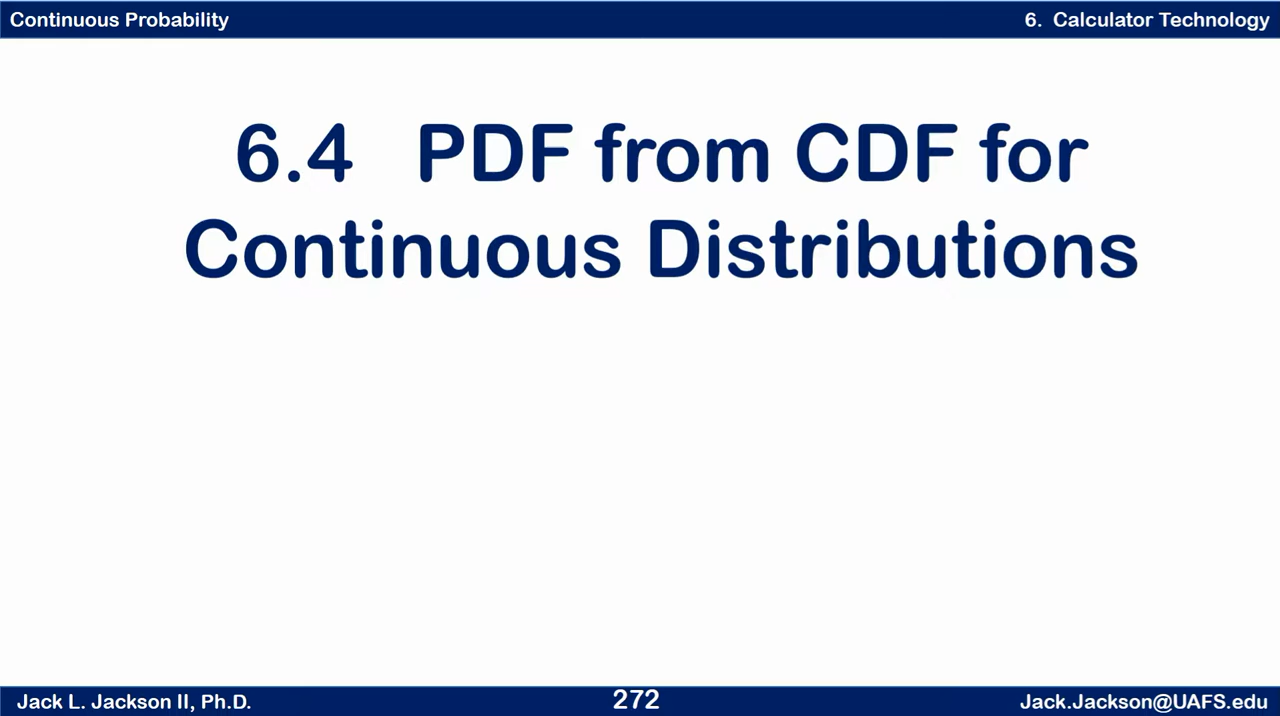 Continuous Probability
6. Calculator Technology
6.4 PDF from CDF for
Continuous Distributions
Jack L. Jackson II, Ph.D.
272
Jack.Jackson@UAFS.edu